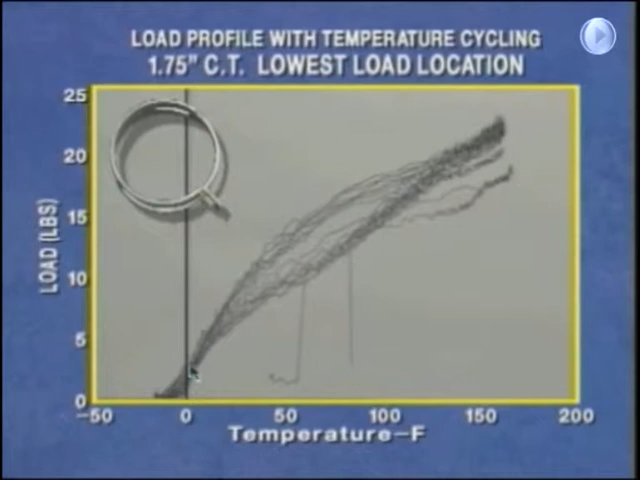 LOAD PROFILE WITH TEMPERATURE CYCLING
1.75" C.T. LOWEST LOAD LOCATION
25
20
15
10
5
0
LOAD (LBS)
-50 0 50 100 150 200
Temperature-F